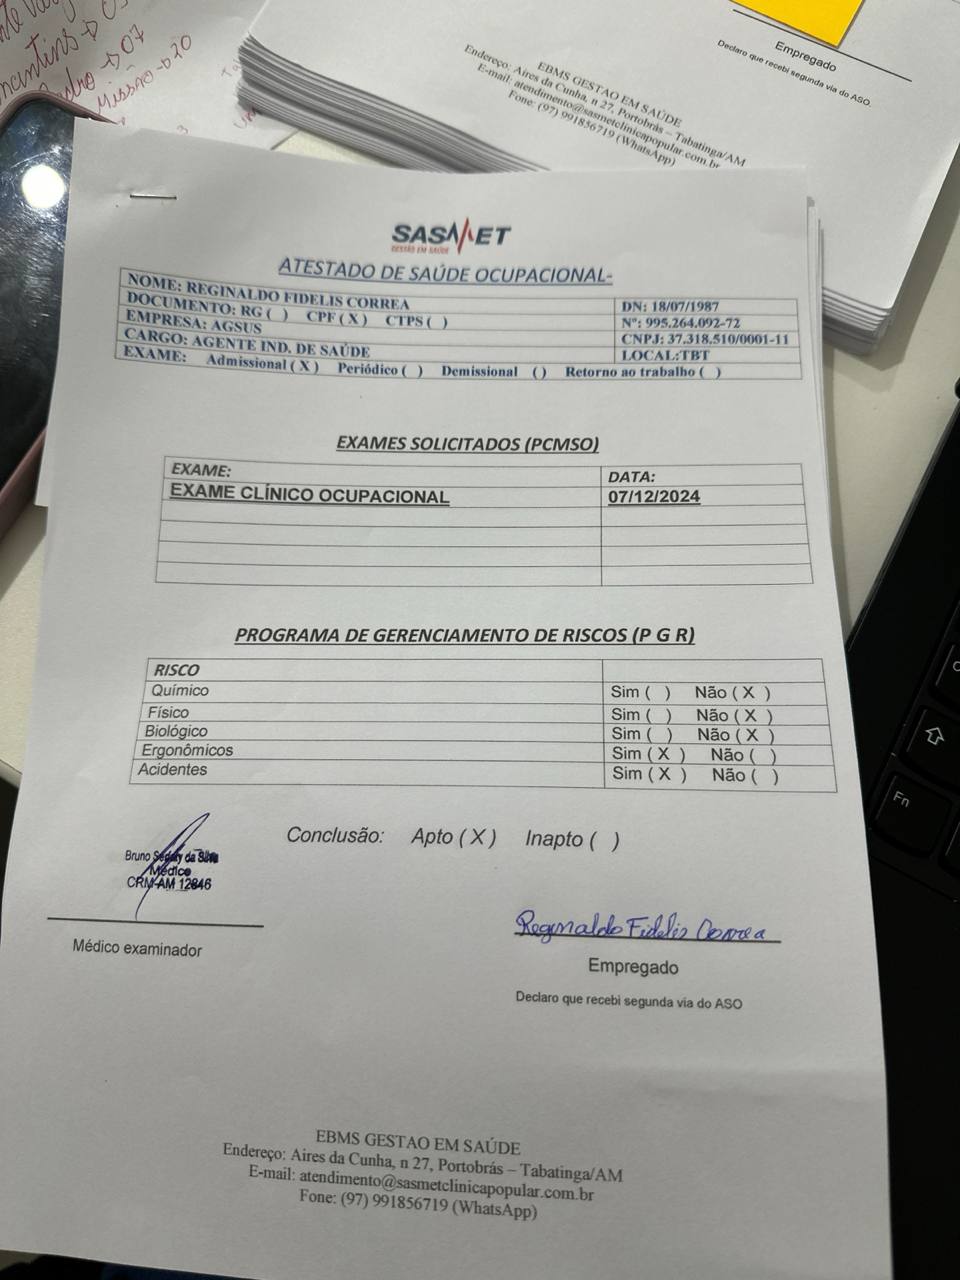 Empregado
Declaro que recebi segunda via do ASO.
EBMS GESTAO EM SAÚDE
Endereço: Aires da Cunha, n 27, Portobrás – Tabatinga/AM
E-mail: atendimento@sasmetclinicapopular.com.br
Fone: (97) 991856719 (WhatsApp)
07
Missão → 20
SASMET
GESTÃO EM SAÚDE
ATESTADO DE SAÚDE OCUPACIONAL-
NOME: REGINALDO FIDELIS CORREA DN: 18/07/1987
DOCUMENTO: RG ( ) CPF ( X ) CTPS ( ) Nº: 995.264.092-72
EMPRESA: AGSUS CNPJ: 37.318.510/0001-11
CARGO: AGENTE IND. DE SAÚDE LOCAL:TBT
EXAME: Admissional ( X ) Periódico ( ) Demissional () Retorno ao trabalho ( )
EXAMES SOLICITADOS (PCMSO)
EXAME: DATA:
EXAME CLÍNICO OCUPACIONAL 07/12/2024
PROGRAMA DE GERENCIAMENTO DE RISCOS (P G R)
RISCO
Químico Sim ( ) Não ( X )
Físico Sim ( ) Não ( X )
Biológico Sim ( ) Não ( X )
Ergonômicos Sim ( X ) Não ( )
Acidentes Sim ( X ) Não ( )
Conclusão: Apto ( X ) Inapto ( )
Bruno da Silva
Médico
CRM-AM 12846
Médico examinador
Reginaldo Fidelis Correa
Empregado
Declaro que recebi segunda via do ASO
EBMS GESTAO EM SAÚDE
Endereço: Aires da Cunha, n 27, Portobrás – Tabatinga/AM
E-mail: atendimento@sasmetclinicapopular.com.br
Fone: (97) 991856719 (WhatsApp)
Fn